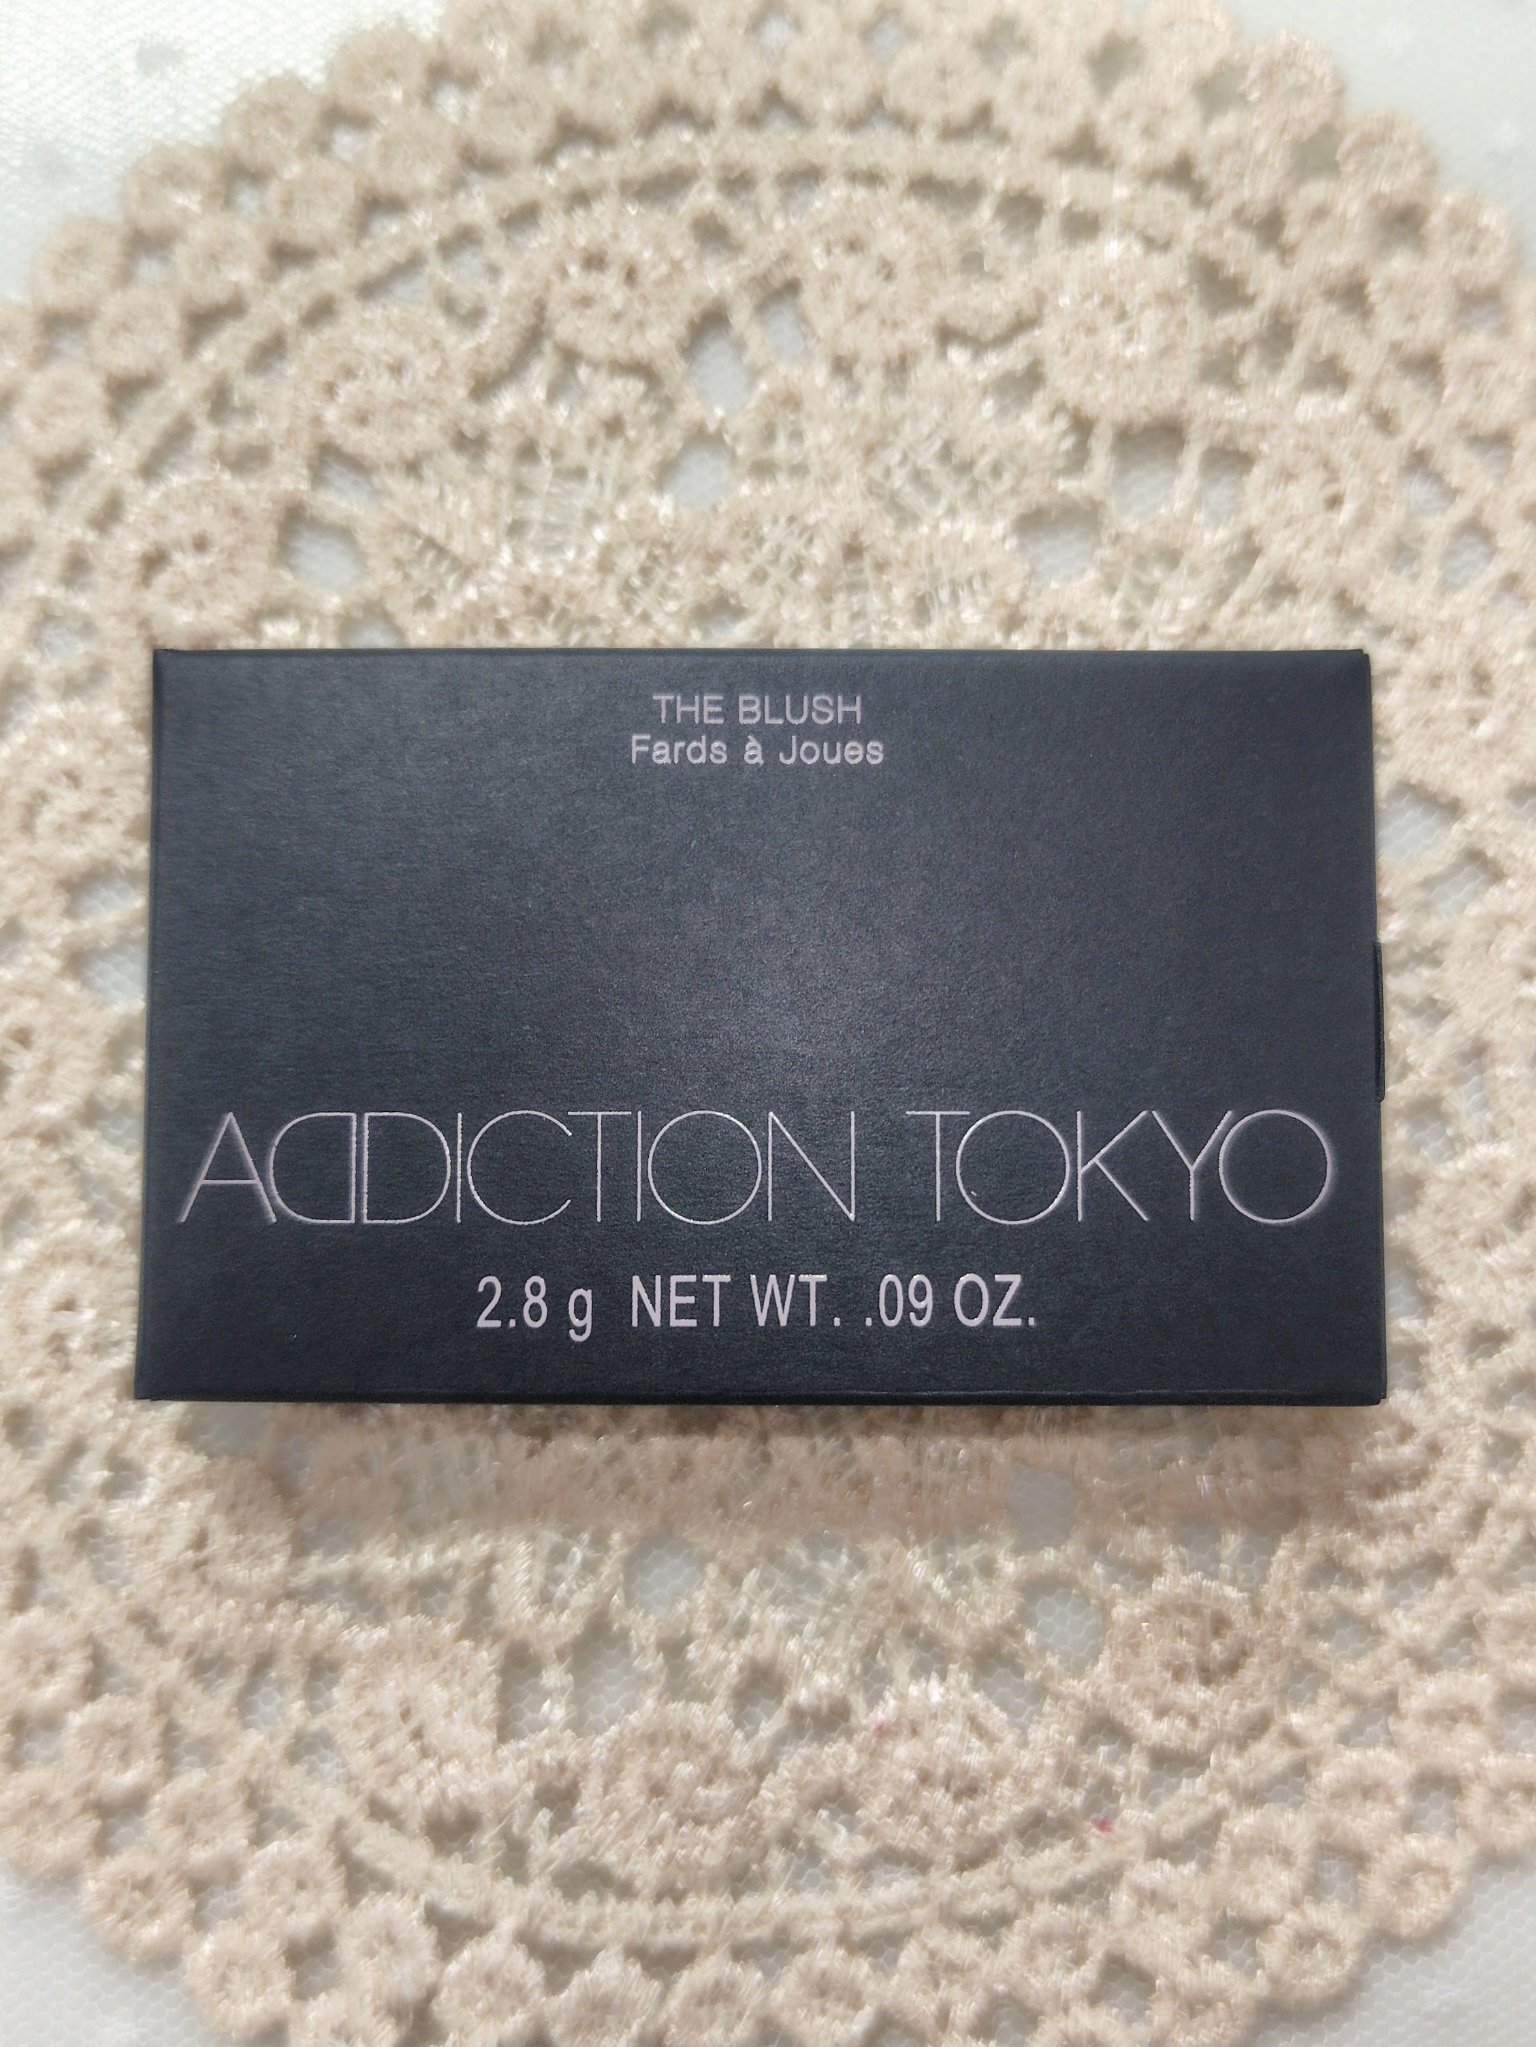 THE BLUSH
Fards à Joues
ADDICTION TOKYO
2.8 g NET WT. .09 OZ.